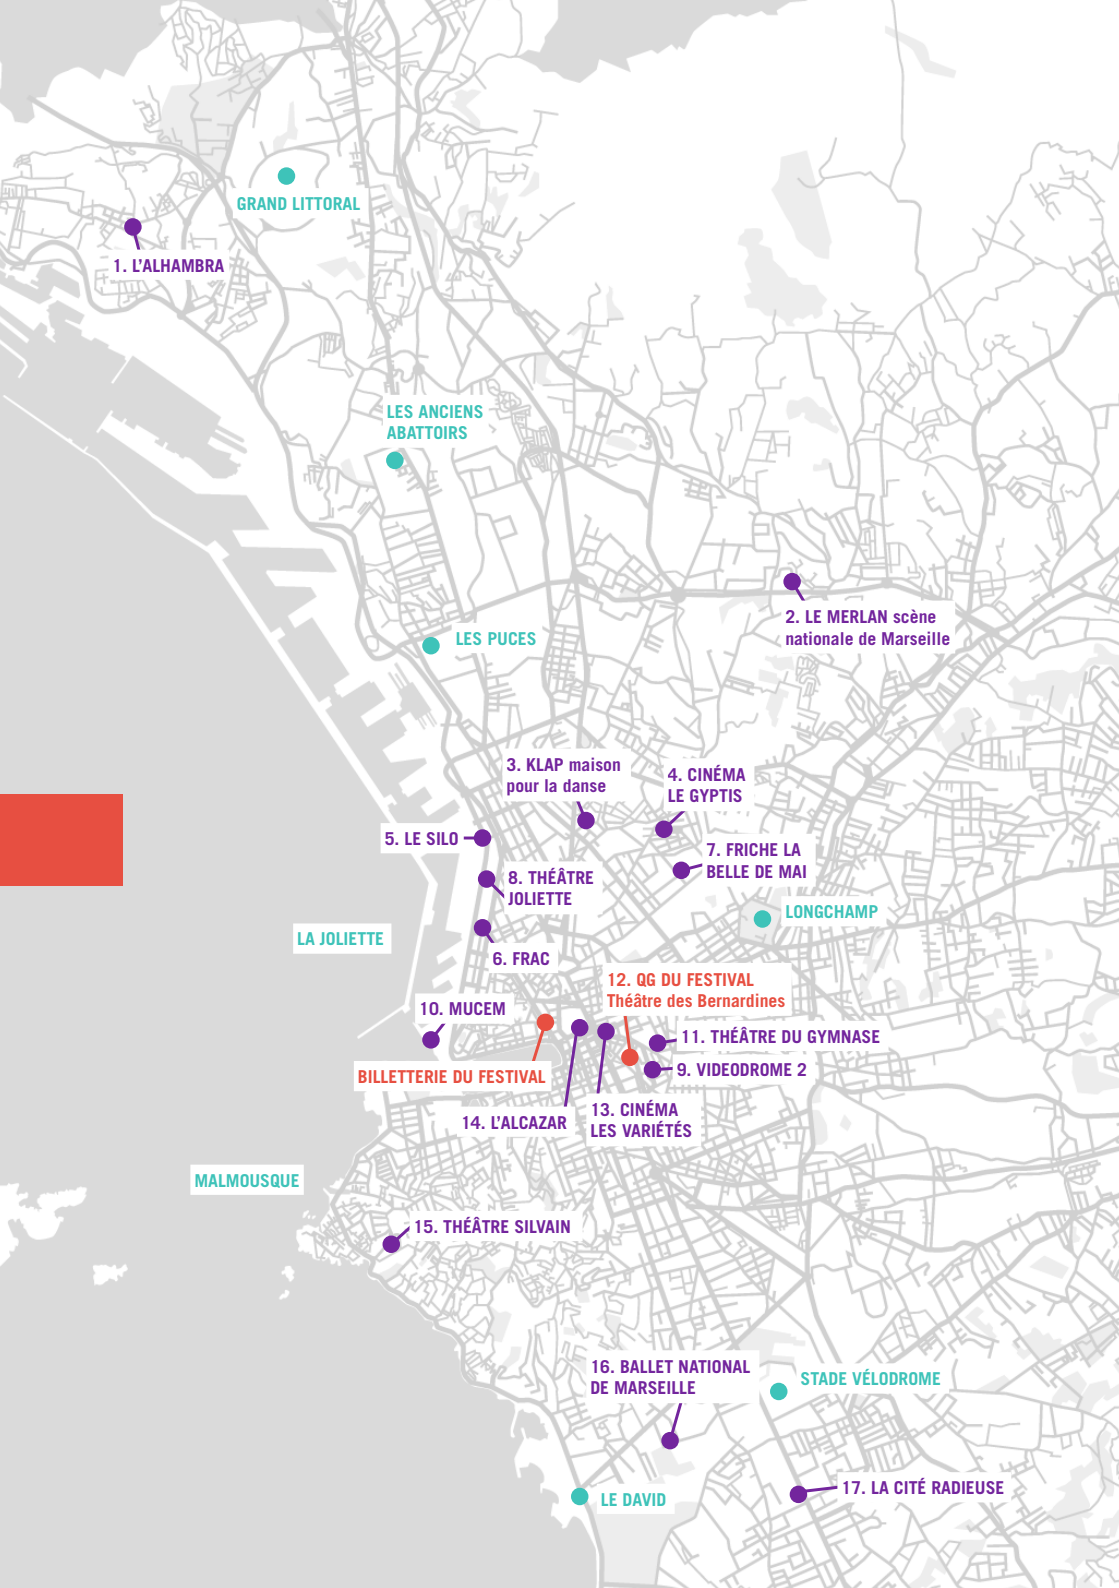 GRAND LITTORAL
1. L'ALHAMBRA
LES ANCIENS
ABATTOIRS
2. LE MERLAN scène
nationale de Marseille
LES PUCES
3. KLAP maison
pour la danse
4. CINÉMA
LE GYPTIS
5. LE SILO
7. FRICHE LA
BELLE DE MAI
8. THÉÂTRE
JOLIETTE
LONGCHAMP
LA JOLIETTE
6. FRAC
12. QG DU FESTIVAL
Théâtre des Bernardines
10. MUCEM
11. THÉÂTRE DU GYMNASE
9. VIDEODROME 2
BILLETTERIE DU FESTIVAL
14. L'ALCAZAR
13. CINÉMA
LES VARIÉTÉS
MALMOUSQUE
15. THÉÂTRE SILVAIN
16. BALLET NATIONAL
DE MARSEILLE
STADE VÉLODROME
17. LA CITÉ RADIEUSE
LE DAVID